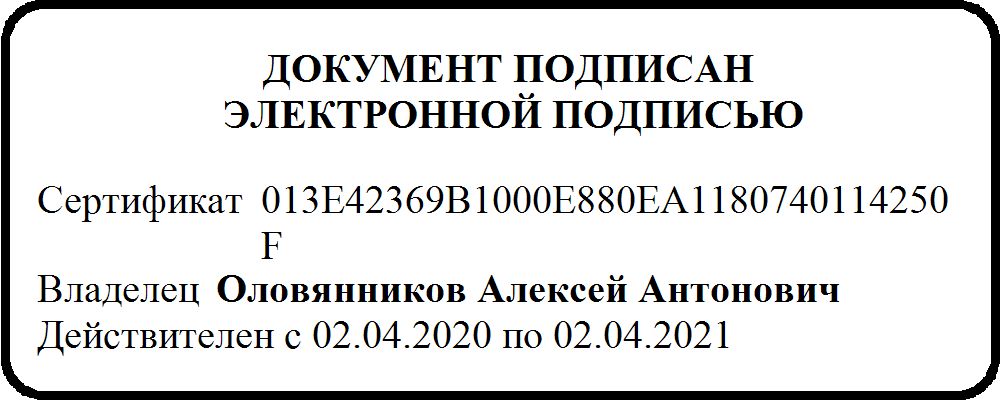 ДОКУМЕНТ ПОДПИСАН
ЭЛЕКТРОННОЙ ПОДПИСЬЮ
Сертификат 013E42369B1000E880EA1180740114250
F
Владелец Оловянников Алексей Антонович
Действителен с 02.04.2020 по 02.04.2021